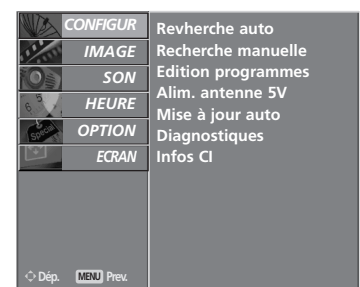 CONFIGUR
IMAGE
SON
HEURE
OPTION
ECRAN
Revherche auto
Recherche manuelle
Edition programmes
Alim. antenne 5V
Mise à jour auto
Diagnostiques
Infos CI
Dép. MENU Prev.